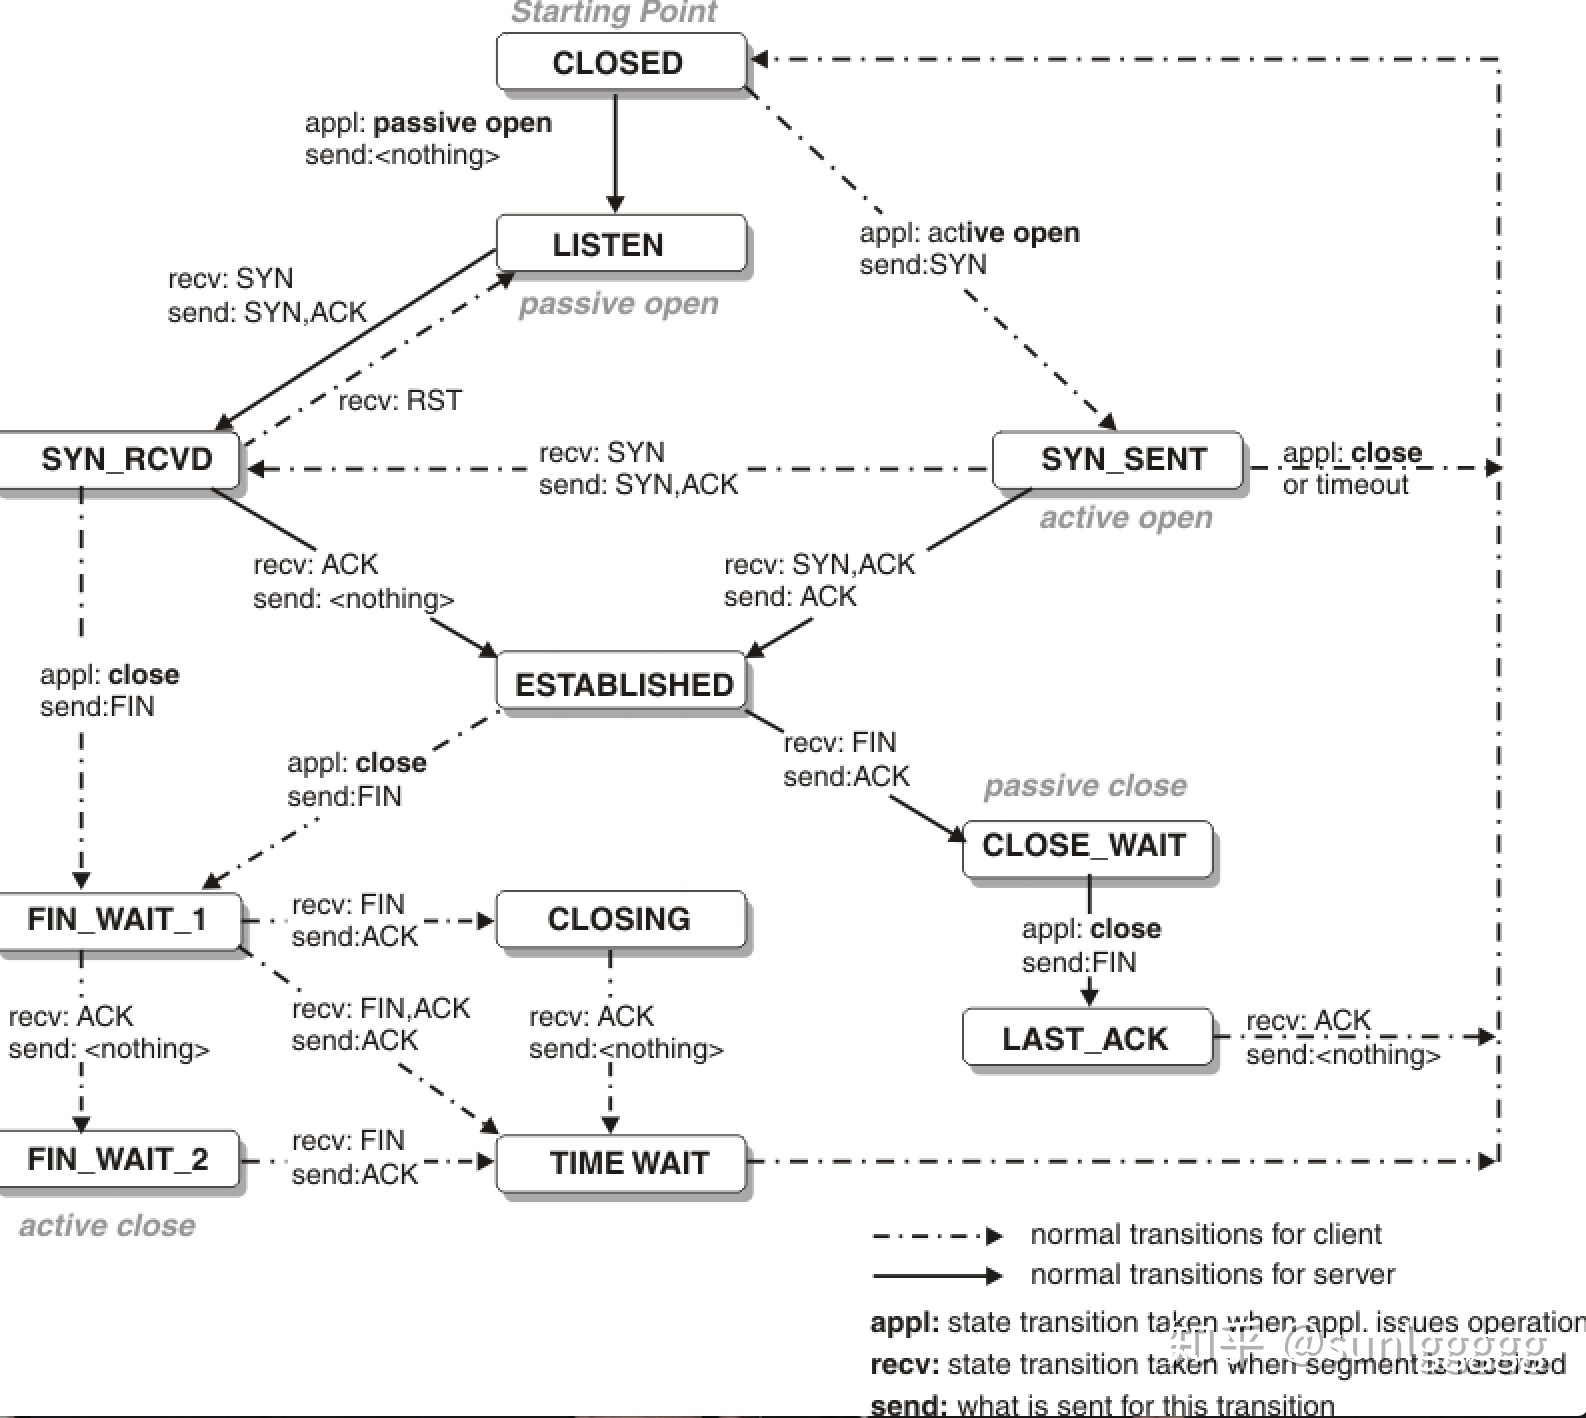 Starting Point
CLOSED
appl: passive open
send:<nothing>
LISTEN
passive open
appl: active open
send:SYN
recv: SYN
send: SYN,ACK
recv: RST
SYN_RCVD
recv: SYN
send: SYN,ACK
SYN_SENT
active open
appl: close
or timeout
recv: ACK
send: <nothing>
recv: SYN,ACK
send: ACK
appl: close
send:FIN
ESTABLISHED
appl: close
send:FIN
recv: FIN
send:ACK
passive close
CLOSE_WAIT
FIN_WAIT_1
recv: FIN
send:ACK
CLOSING
appl: close
send:FIN
recv: ACK
send: <nothing>
recv: FIN,ACK
send:ACK
recv: ACK
send:<nothing>
LAST_ACK
recv: ACK
send:<nothing>
FIN_WAIT_2
recv: FIN
send:ACK
TIME WAIT
active close
normal transitions for client
normal transitions for server
appl: state transition taken when appl. issues operation
recv: state transition taken when segment is received
send: what is sent for this transition
知乎 @sunlggggg